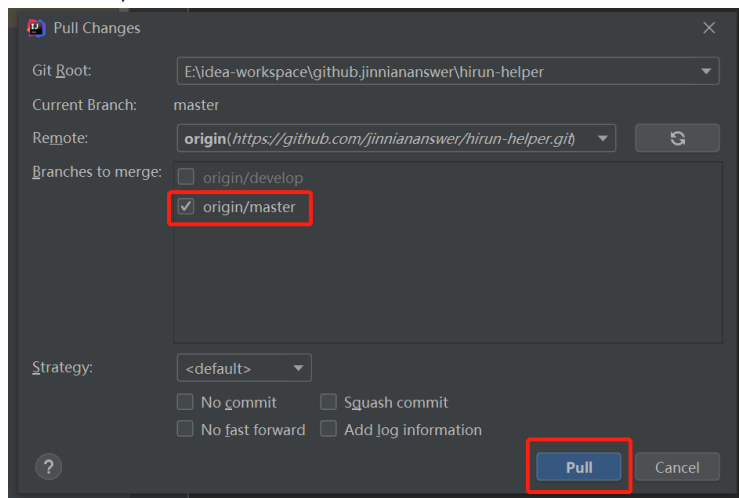 Pull Changes
Git Root: E:\idea-workspace\github.jinniananswer\hirun-helper
Current Branch: master
Remote: origin(https://github.com/jinniananswer/hirun-helper.git)
Branches to merge: origin/develop
origin/master
Strategy: <default>
No commit Squash commit
No fast forward Add log information
? Pull Cancel